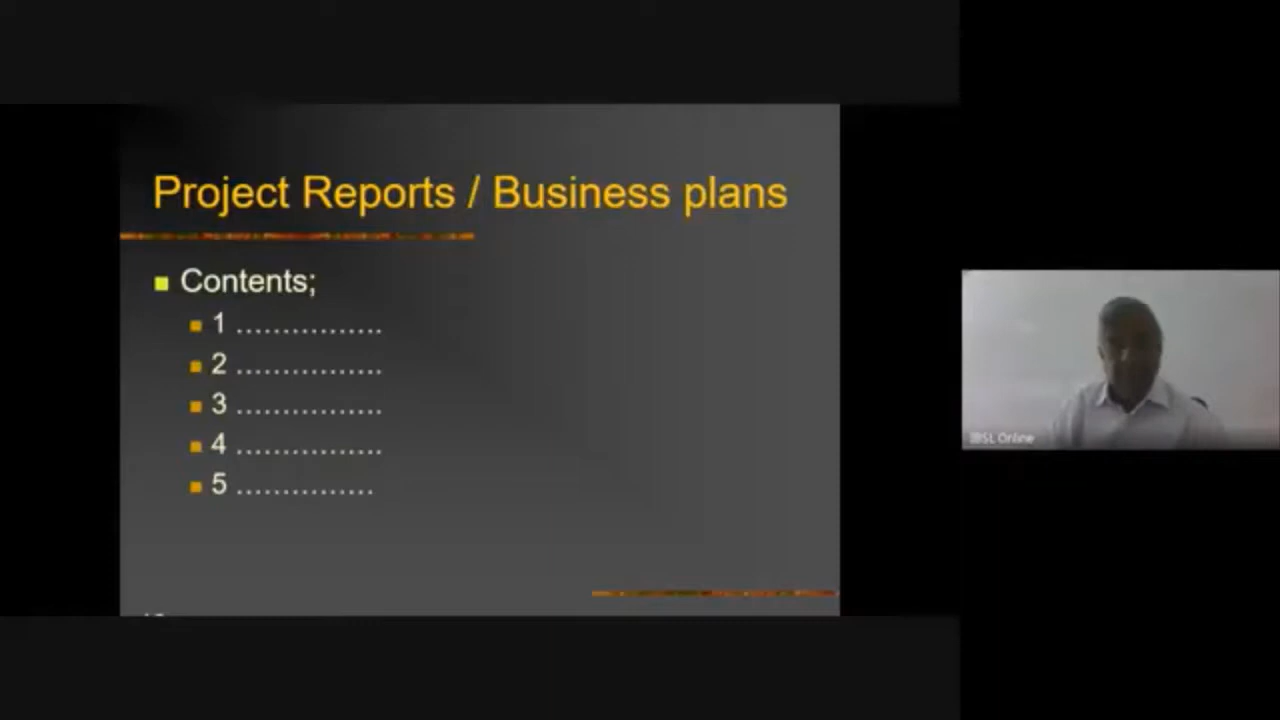 Project Reports / Business plans
Contents;
1 ................
2 ................
3 ................
4 ................
5 ...............
IBSL Online